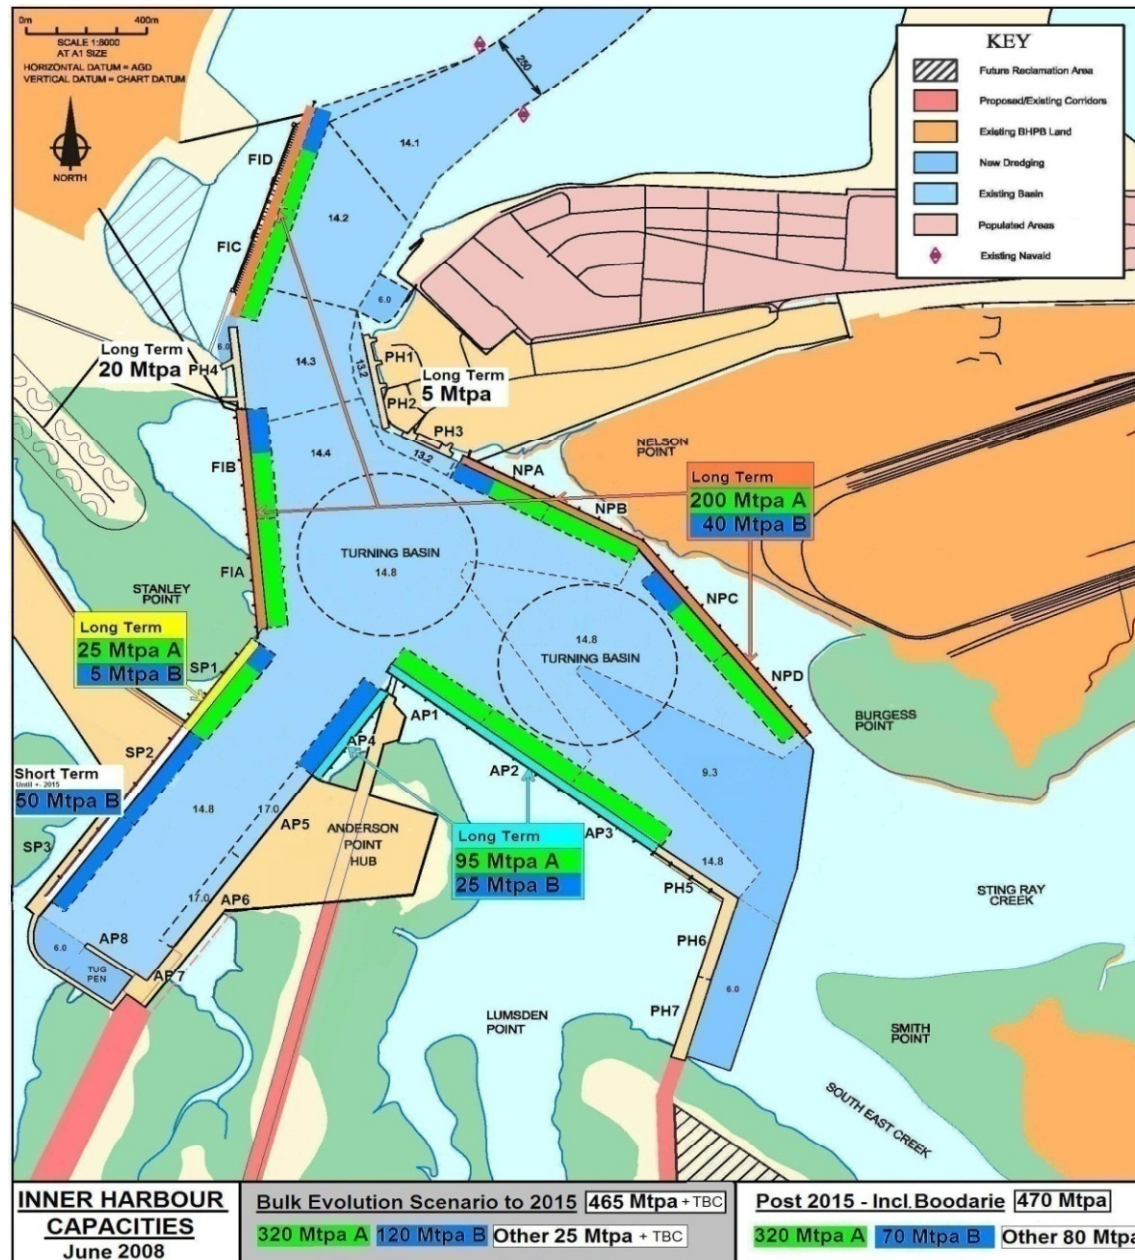 0m 400m
SCALE 1:8000
AT A1 SIZE
HORIZONTAL DATUM = AGD
VERTICAL DATUM = CHART DATUM
NORTH
250
KEY
Future Reclamation Area
Proposed/Existing Corridors
Existing BHPB Land
New Dredging
Existing Basin
Populated Areas
Existing Navaid
14.1
FID
14.2
FIC
6.0
6.0
14.3
13.2
PH1
Long Term
20 Mtpa
PH4
Long Term
5 Mtpa
PH2
PH3
13.2
14.4
FIB
NELSON
POINT
NPA
Long Term
200 Mtpa A
40 Mtpa B
NPB
TURNING BASIN
14.8
FIA
STANLEY
POINT
NPC
14.8
TURNING BASIN
Long Term
25 Mtpa A
5 Mtpa B
SP1
NPD
BURGESS
POINT
AP1
AP4
SP2
AP2
9.3
Short Term
Until +- 2015
50 Mtpa B
14.8
17.0
AP5
ANDERSON
POINT
HUB
AP3
Long Term
95 Mtpa A
25 Mtpa B
SP3
14.8
PH5
17.0
AP6
STING RAY
CREEK
AP8
6.0
TUG
PEN
AP7
PH6
6.0
PH7
LUMSDEN
POINT
SMITH
POINT
SOUTH EAST CREEK
INNER HARBOUR
CAPACITIES
June 2008
Bulk Evolution Scenario to 2015 465 Mtpa + TBC
320 Mtpa A 120 Mtpa B Other 25 Mtpa + TBC
Post 2015 - Incl.Boodarie 470 Mtpa
320 Mtpa A 70 Mtpa B Other 80 Mtpa